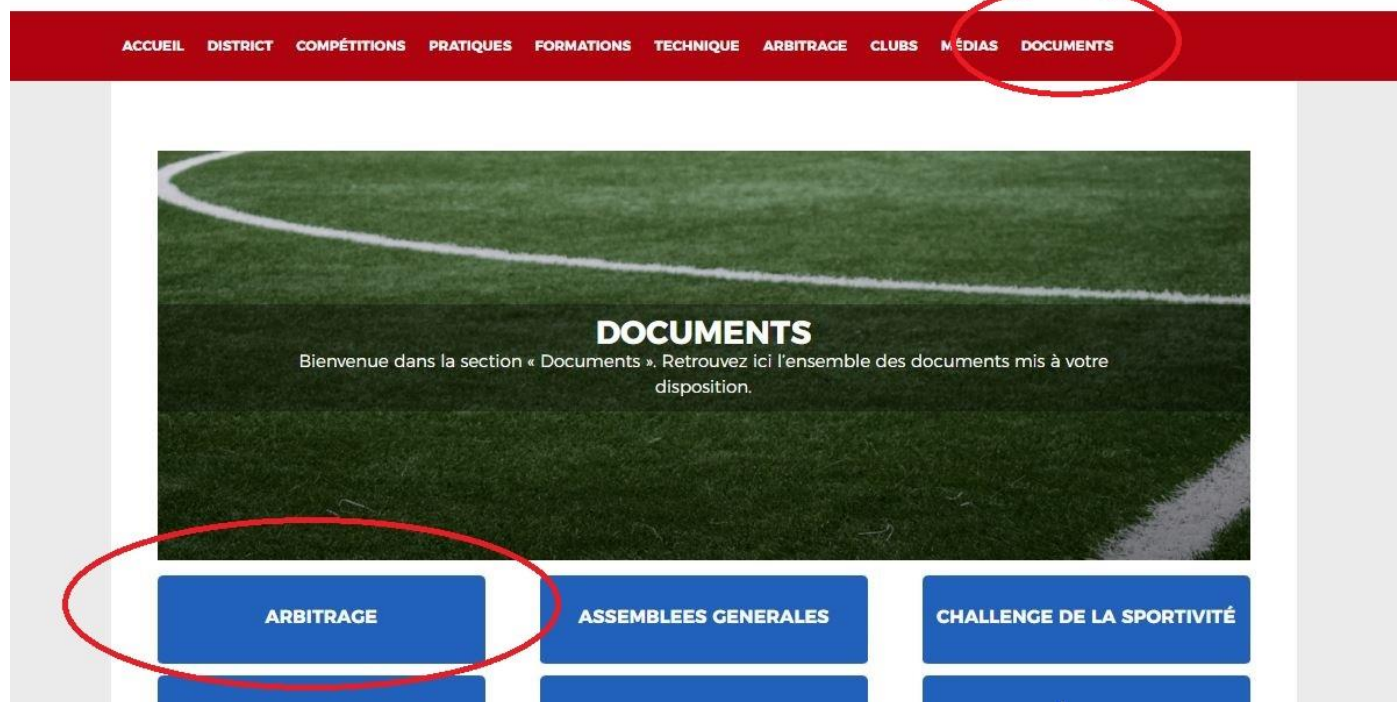 ACCUEIL DISTRICT COMPÉTITIONS PRATIQUES FORMATIONS TECHNIQUE ARBITRAGE CLUBS MÉDIAS DOCUMENTS
DOCUMENTS
Bienvenue dans la section « Documents ». Retrouvez ici l'ensemble des documents mis à votre
disposition.
ARBITRAGE ASSEMBLEES GENERALES CHALLENGE DE LA SPORTIVITÉ